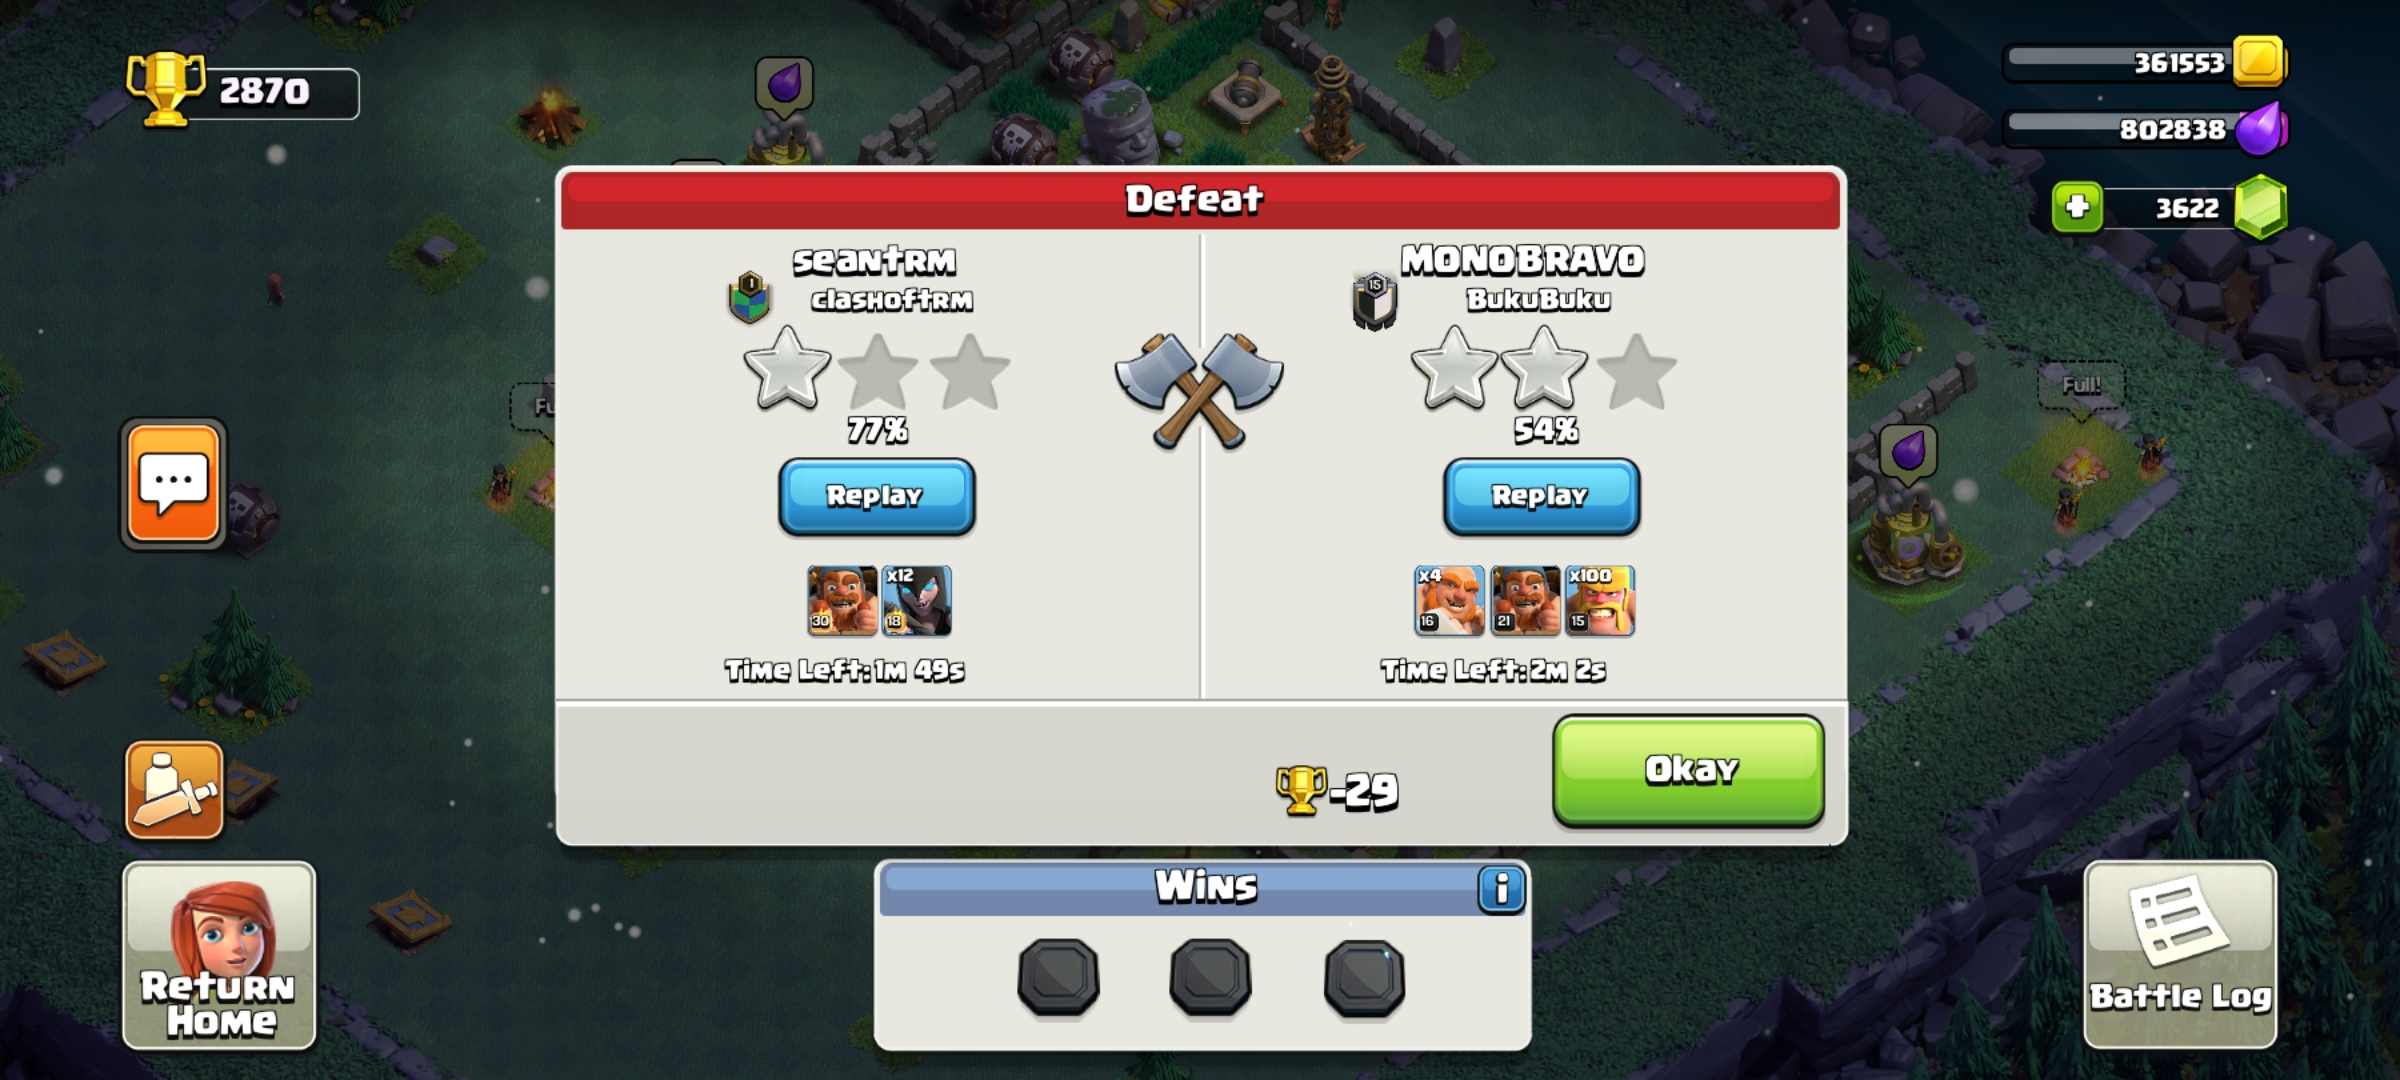 2870
361553
802838
3622
Defeat
seantrm
clashoftrm
1
77%
Replay
30
x12
18
Time Left:1m 49s
MONOBRAVO
BukuBuku
15
54%
Replay
x4
16
21
x100
15
Time Left:2m 2s
-29
Okay
Full!
Fu
Wins
i
Return
Home
Battle Log